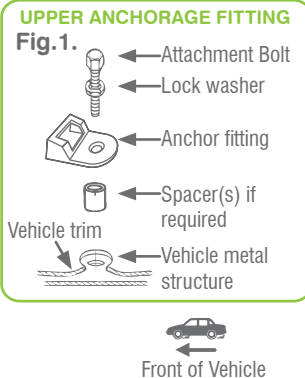 UPPER ANCHORAGE FITTING
Fig.1.
Attachment Bolt
Lock washer
Anchor fitting
Spacer(s) if
required
Vehicle trim
Vehicle metal
structure
Front of Vehicle